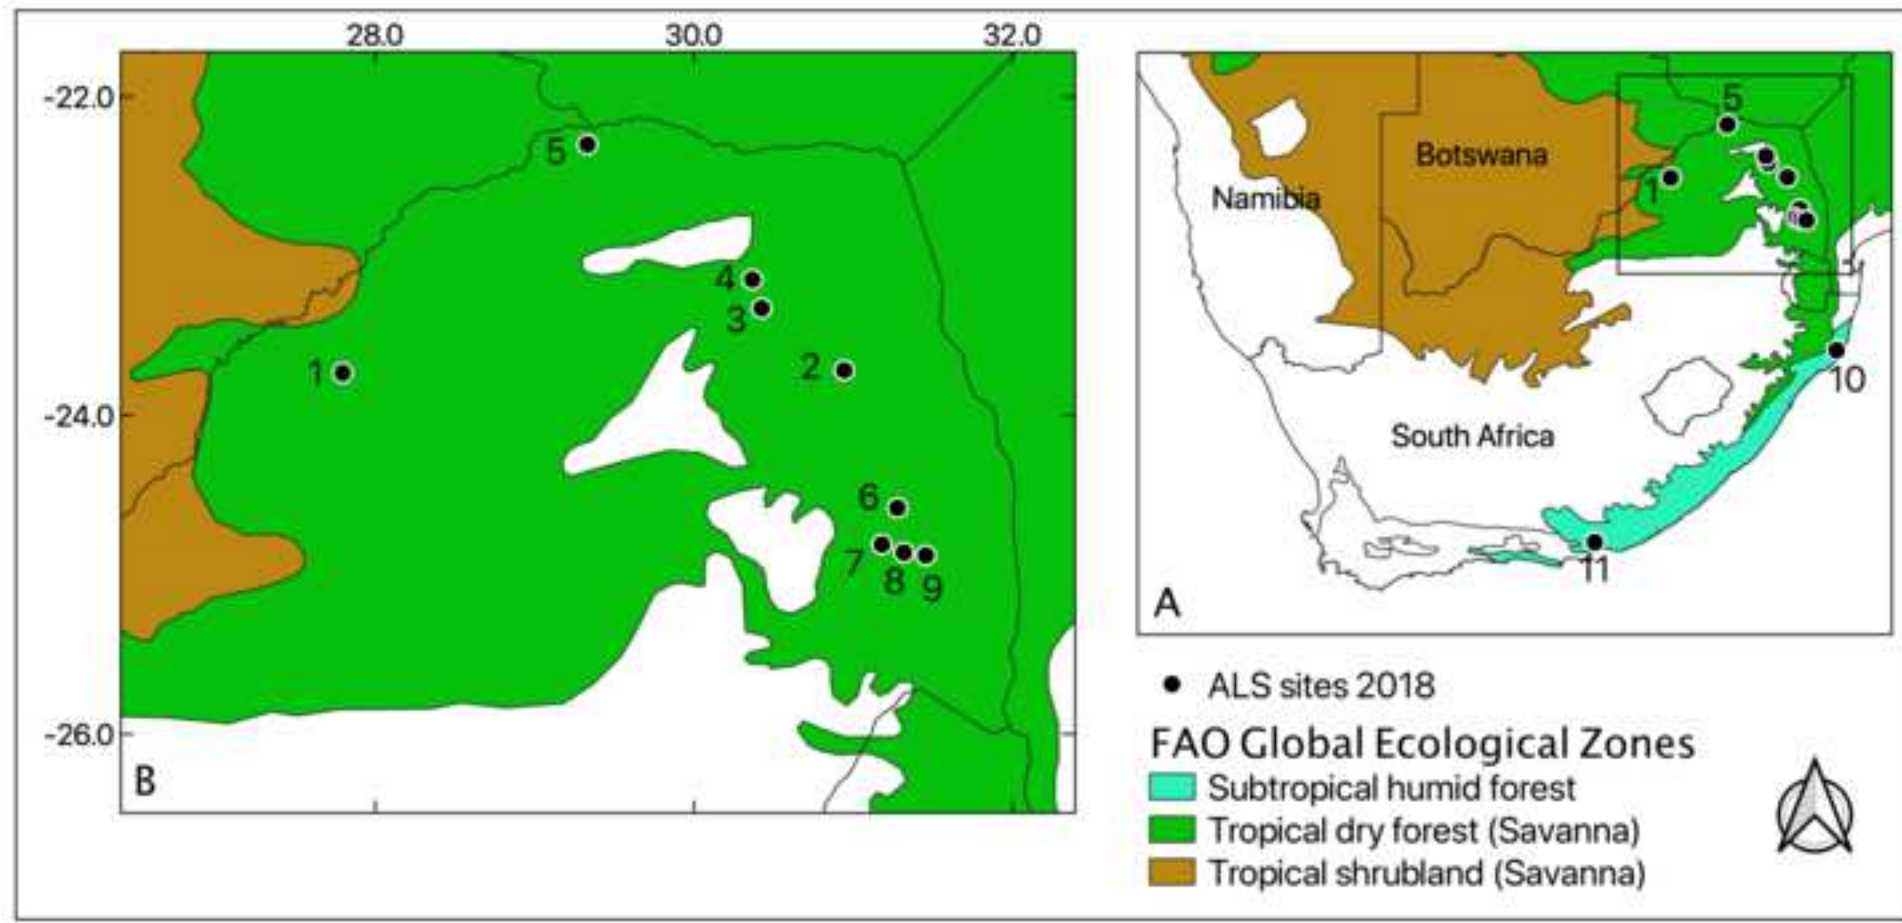 28.0 30.0 32.0
-22.0
-24.0
-26.0
5
4
3
2
1
6
7
8
9
B
5
Botswana
1
Namibia
10
South Africa
11
A
ALS sites 2018
FAO Global Ecological Zones
Subtropical humid forest
Tropical dry forest (Savanna)
Tropical shrubland (Savanna)